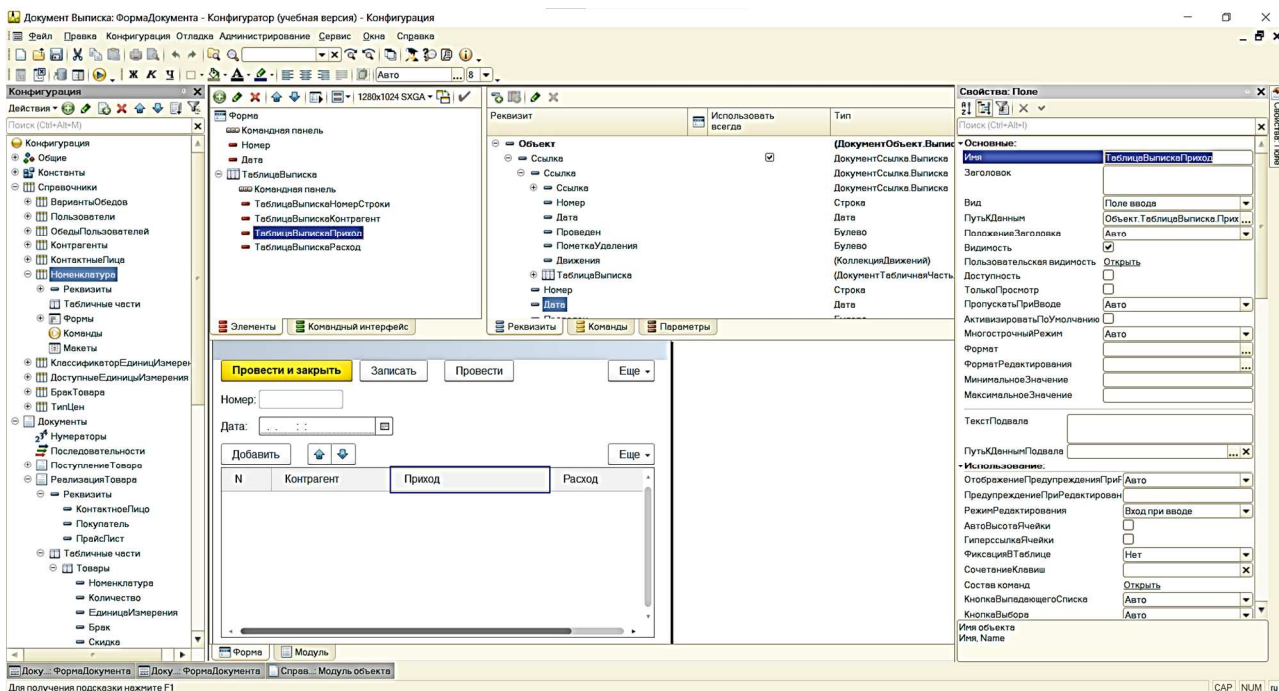 Документ Выписка: ФормаДокумента - Конфигуратор (учебная версия) - Конфигурация
Файл Правка Конфигурация Отладка Администрирование Сервис Окна Справка
Ж К Ч Авто 8
Конфигурация
Действия
Поиск (Ctrl+Alt+M)
Конфигурация
Общие
Константы
Справочники
ВариантыОбедов
Пользователи
ОбедыПользователей
Контрагенты
КонтактныеЛица
Номенклатура
Реквизиты
Табличные части
Формы
Команды
Макеты
КлассификаторЕдиницИзмерен
ДоступныеЕдиницыИзмерения
БракТовара
ТипЦен
Документы
Нумераторы
Последовательности
ПоступлениеТовара
РеализацияТовара
Реквизиты
КонтактноеЛицо
Покупатель
ПрайсЛист
Табличные части
Товары
Номенклатура
Количество
ЕдиницаИзмерения
Брак
Скидка
1280x1024 SXGA
Форма
Командная панель
Номер
Дата
ТаблицаВыписка
Командная панель
ТаблицаВыпискаНомерСтроки
ТаблицаВыпискаКонтрагент
ТаблицаВыпискаПриход
ТаблицаВыпискаРасход
Элементы Командный интерфейс
Реквизит Использовать всегда Тип
Объект (ДокументОбъект.Выпис
Ссылка ДокументСсылка.Выписка
Ссылка ДокументСсылка.Выписка
Ссылка ДокументСсылка.Выписка
Номер Строка
Дата Дата
Проведен Булево
ПометкаУдаления Булево
Движения (КоллекцияДвижений)
ТаблицаВыписка (ДокументТабличнаяЧасть.
Номер Строка
Дата Дата
Реквизиты Команды Параметры
Провести и закрыть Записать Провести Еще
Номер:
Дата: . . : :
Добавить Еще
N Контрагент Приход Расход
Форма Модуль
Свойства: Поле
Поиск (Ctrl+Alt+I)
Основные:
Имя ТаблицаВыпискаПриход
Заголовок
Вид Поле ввода
ПутьКДанным Объект.ТаблицаВыписка.Прих ...
ПоложениеЗаголовка Авто
Видимость
Пользовательская видимость Открыть
Доступность
ТолькоПросмотр
ПропускатьПриВводе Авто
АктивизироватьПоУмолчанию
МногострочныйРежим Авто
Формат ...
ФорматРедактирования ...
МинимальноеЗначение
МаксимальноеЗначение
ТекстПодвала
ПутьКДаннымПодвала ...
Использование:
ОтображениеПредупрежденияПриР Авто
ПредупреждениеПриРедактирован
РежимРедактирования Вход при вводе
АвтоВысотаЯчейки
ГиперссылкаЯчейки
ФиксацияВТаблице Нет
СочетаниеКлавиш
Состав команд Открыть
КнопкаВыпадающегоСписка Авто
КнопкаВыбора Авто
Имя объекта
Имя, Name
Свойства: Поле
Доку...: ФормаДокумента Доку...: ФормаДокумента Справ...: Модуль объекта
Для получения подсказки нажмите F1 CAP NUM ru